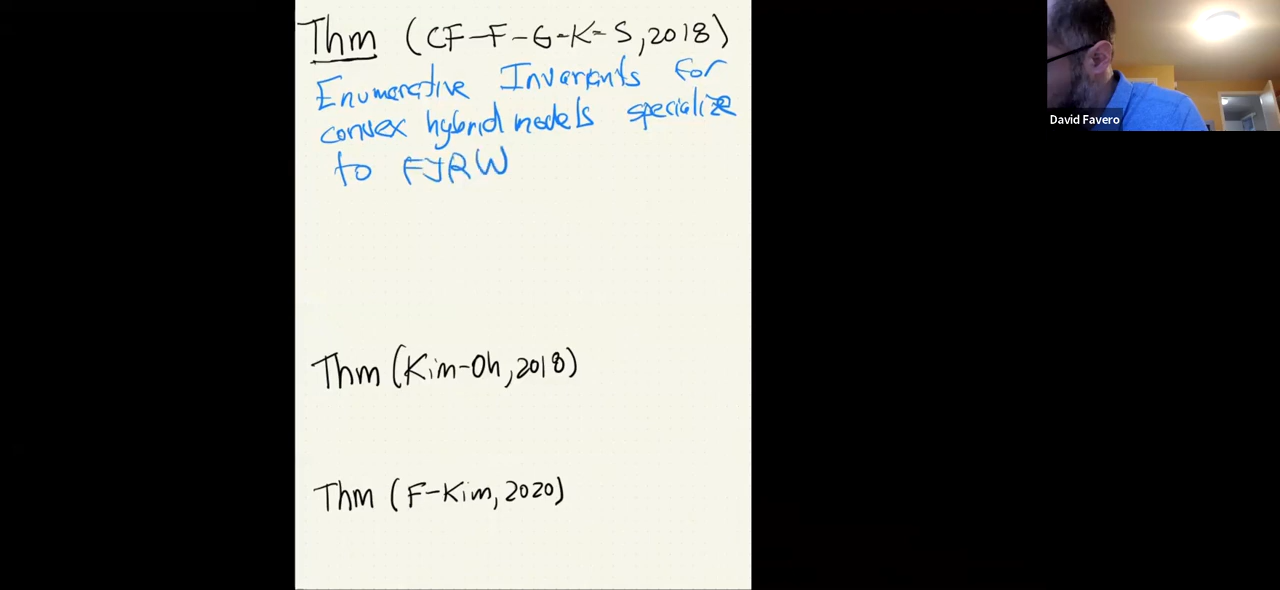 Thm (CF-F-G-K-S, 2018)
Enumerative Invariants for
convex hybrid models specialize
to FJRW
Thm (Kim-Oh, 2018)
Thm (F-Kim, 2020)
David Favero